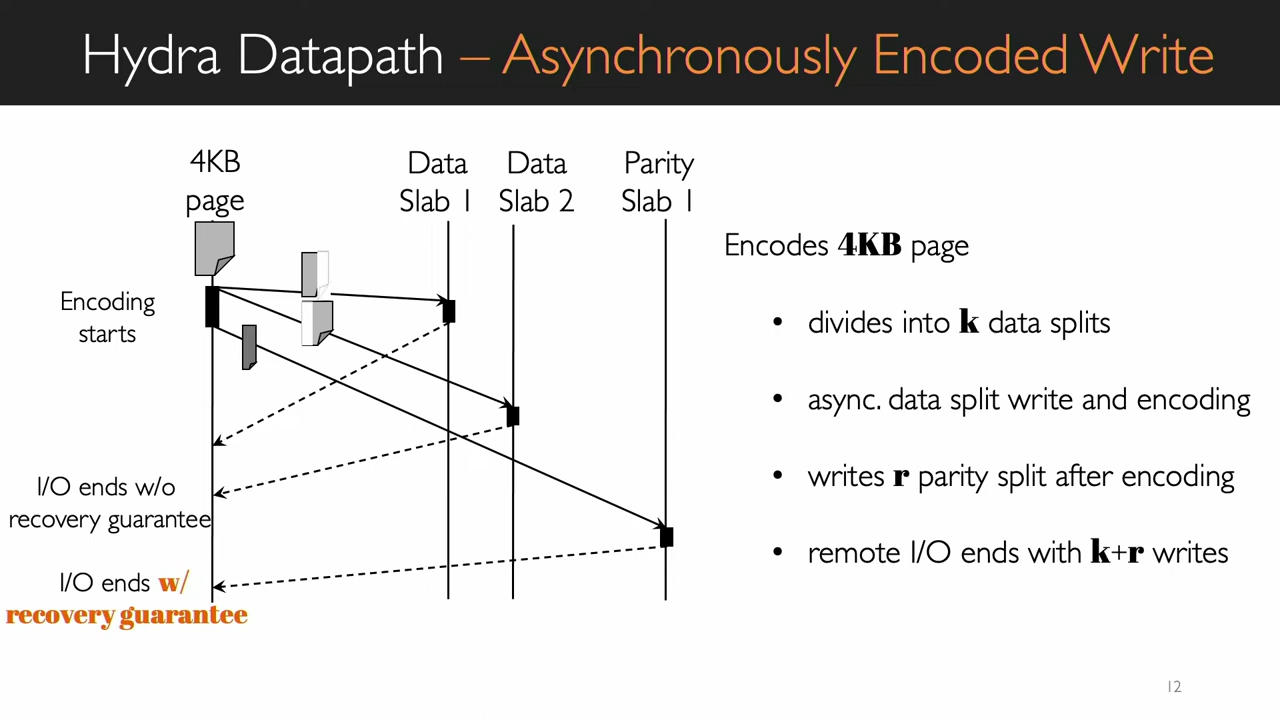 Hydra Datapath – Asynchronously Encoded Write
4KB
page
Data
Slab 1
Data
Slab 2
Parity
Slab 1
Encoding
starts
I/O ends w/o
recovery guarantee
I/O ends w/
recovery guarantee
Encodes 4KB page
• divides into k data splits
• async. data split write and encoding
• writes r parity split after encoding
• remote I/O ends with k+r writes
12